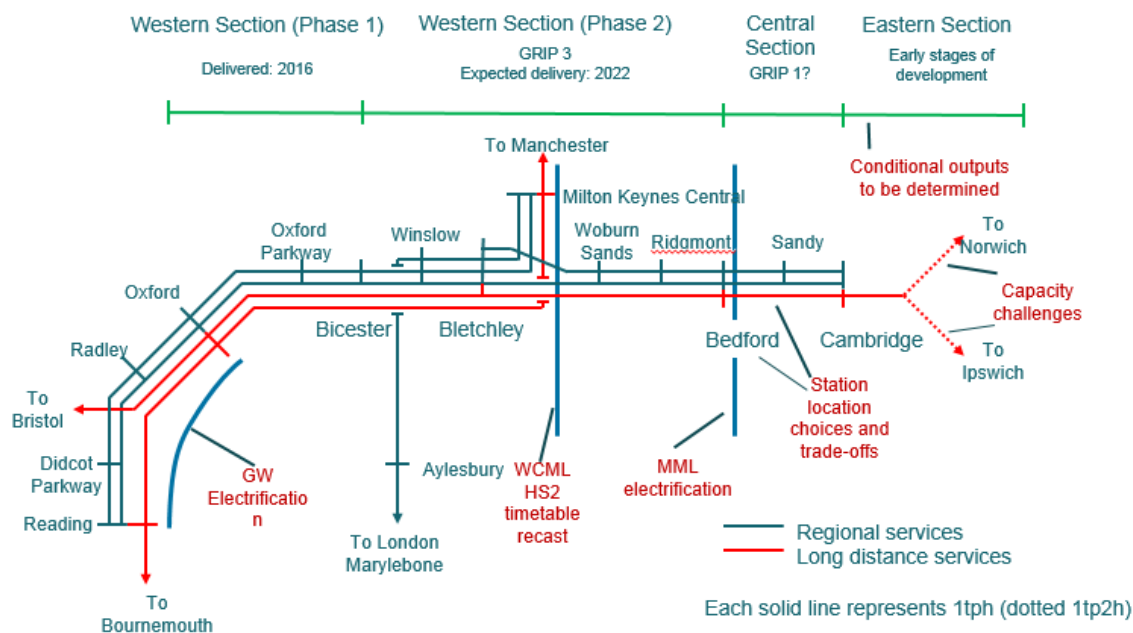 Western Section (Phase 1)
Delivered: 2016
Western Section (Phase 2)
GRIP 3
Expected delivery: 2022
Central
Section
GRIP 1?
Eastern Section
Early stages of
development
To Manchester
Conditional outputs
to be determined
Milton Keynes Central
Oxford
Parkway
Winslow
Woburn
Sands
Ridgmont
Sandy
To
Norwich
Oxford
Capacity
challenges
Bicester
Bletchley
Bedford
Cambridge
Radley
To
Ipswich
To
Bristol
Station
location
choices and
trade-offs
Didcot
Parkway
GW
Electrificatio
n
Aylesbury
WCML
HS2
timetable
recast
MML
electrification
Reading
To London
Marylebone
Regional services
Long distance services
To
Bournemouth
Each solid line represents 1tph (dotted 1tp2h)